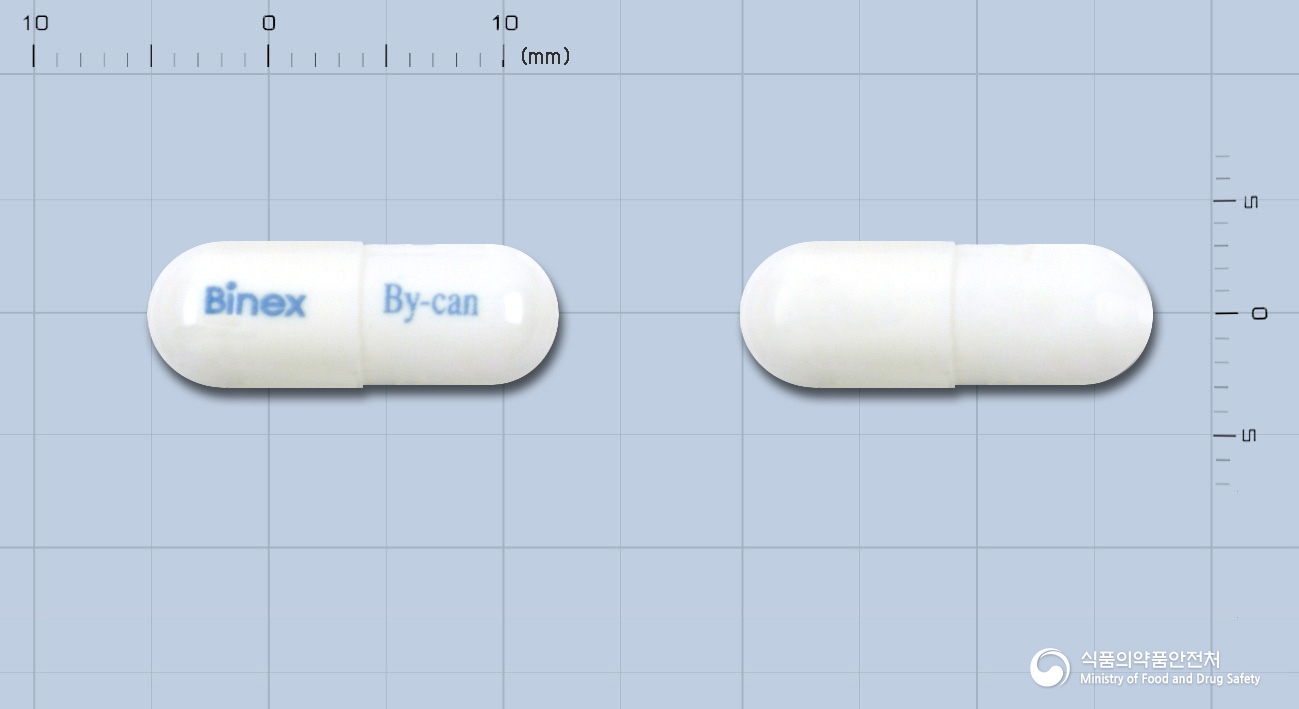 10 0 10
(mm)
5
Binex By-can
0
5
식품의약품안전처
Ministry of Food and Drug Safety